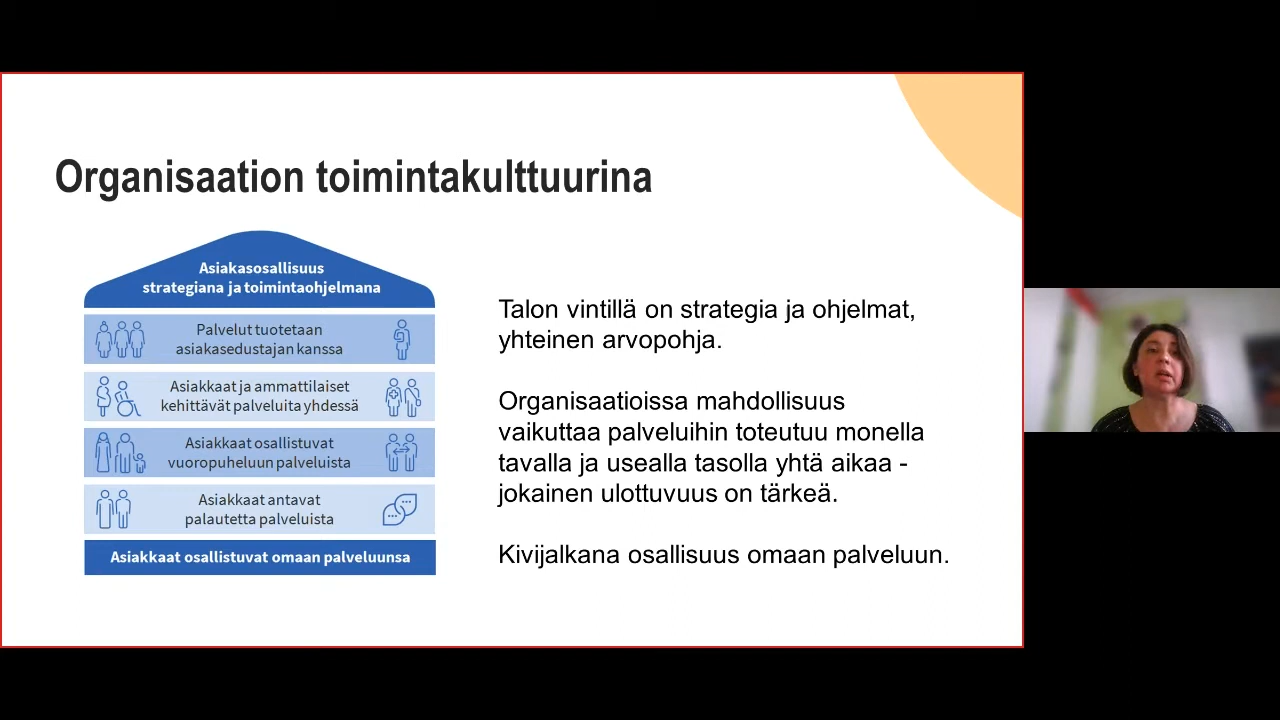 Organisaation toimintakulttuurina
Asiakasosallisuus
strategiana ja toimintaohjelmana
Palvelut tuotetaan
asiakasedustajan kanssa
Asiakkaat ja ammattilaiset
kehittävät palveluita yhdessä
Asiakkaat osallistuvat
vuoropuheluun palveluista
Asiakkaat antavat
palautetta palveluista
Asiakkaat osallistuvat omaan palveluunsa
Talon vintillä on strategia ja ohjelmat,
yhteinen arvopohja.
Organisaatioissa mahdollisuus
vaikuttaa palveluihin toteutuu monella
tavalla ja usealla tasolla yhtä aikaa -
jokainen ulottuvuus on tärkeä.
Kivijalkana osallisuus omaan palveluun.